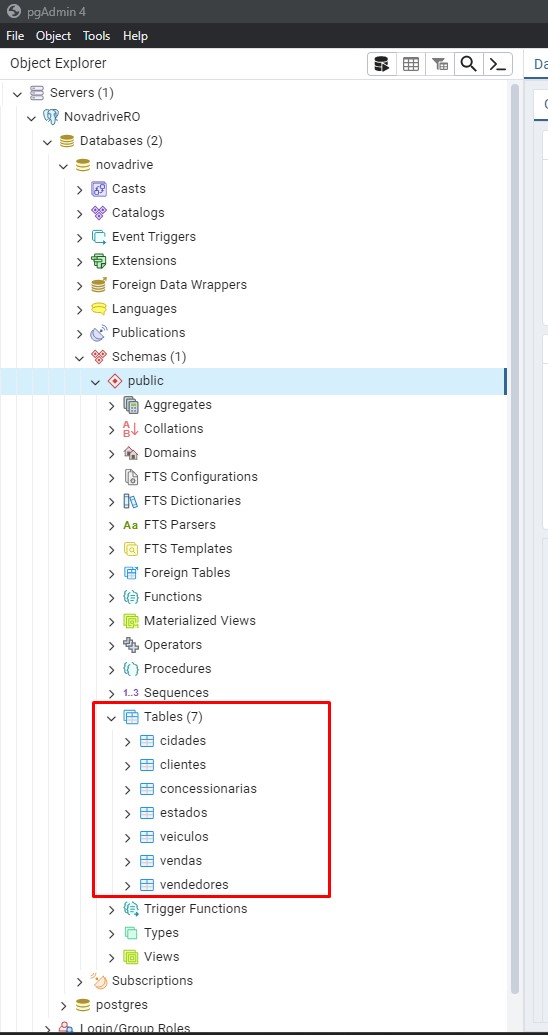 pgAdmin 4
File Object Tools Help
Object Explorer
Servers (1)
NovadriveRO
Databases (2)
novadrive
Casts
Catalogs
Event Triggers
Extensions
Foreign Data Wrappers
Languages
Publications
Schemas (1)
public
Aggregates
Collations
Domains
FTS Configurations
FTS Dictionaries
Aa FTS Parsers
FTS Templates
Foreign Tables
Functions
Materialized Views
Operators
Procedures
1..3 Sequences
Tables (7)
cidades
clientes
concessionarias
estados
veiculos
vendas
vendedores
Trigger Functions
Types
Views
Subscriptions
postgres
Login/Group Roles